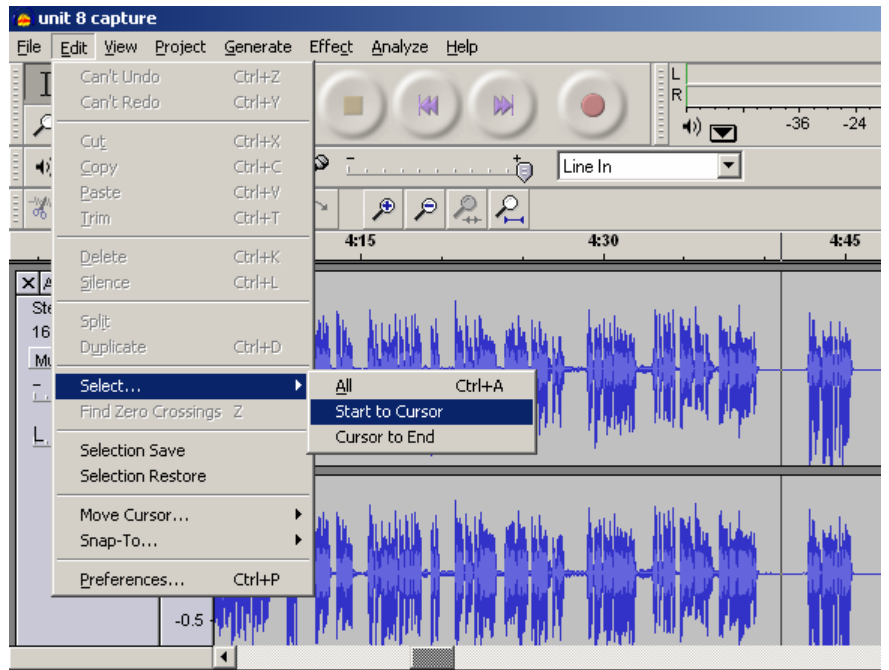 unit 8 capture
File Edit View Project Generate Effect Analyze Help
Can't Undo Ctrl+Z
Can't Redo Ctrl+Y
Cut Ctrl+X
Copy Ctrl+C
Paste Ctrl+V
Trim Ctrl+T
Delete Ctrl+K
Silence Ctrl+L
Split
Duplicate Ctrl+D
Select...
Find Zero Crossings Z
Selection Save
Selection Restore
Move Cursor...
Snap-To...
Preferences... Ctrl+P
All Ctrl+A
Start to Cursor
Cursor to End
L
R
-36 -24
Line In
4:15 4:30 4:45
16
L
-0.5